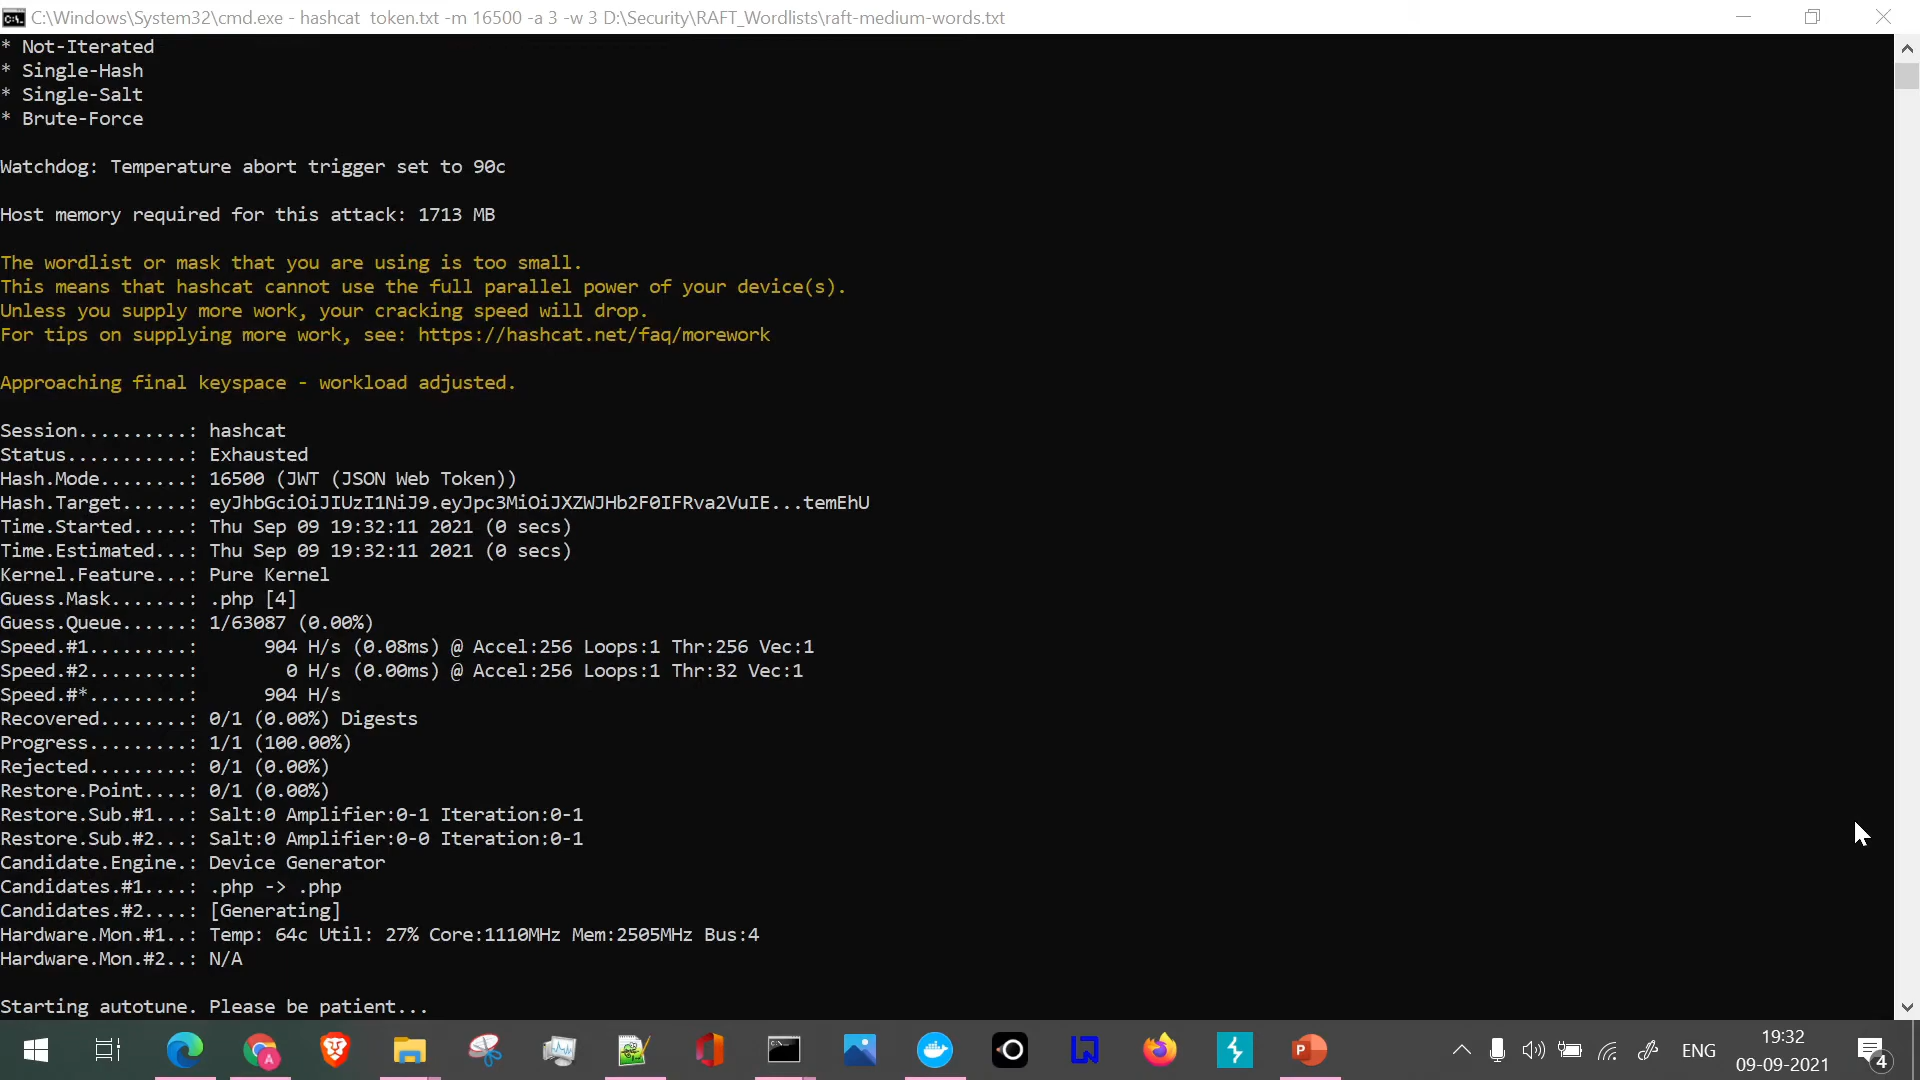 C:\Windows\System32\cmd.exe - hashcat  token.txt -m 16500 -a 3 -w 3 D:\Security\RAFT_Wordlists\raft-medium-words.txt
* Not-Iterated
* Single-Hash
* Single-Salt
* Brute-Force
Watchdog: Temperature abort trigger set to 90c
Host memory required for this attack: 1713 MB
The wordlist or mask that you are using is too small.
This means that hashcat cannot use the full parallel power of your device(s).
Unless you supply more work, your cracking speed will drop.
For tips on supplying more work, see: https://hashcat.net/faq/morework
Approaching final keyspace - workload adjusted.
Session..........: hashcat
Status...........: Exhausted
Hash.Mode........: 16500 (JWT (JSON Web Token))
Hash.Target......: eyJhbGciOiJIUzI1NiJ9.eyJpc3MiOiJXZWJHb2F0IFRva2VuIE...temEhU
Time.Started.....: Thu Sep 09 19:32:11 2021 (0 secs)
Time.Estimated...: Thu Sep 09 19:32:11 2021 (0 secs)
Kernel.Feature...: Pure Kernel
Guess.Mask.......: .php [4]
Guess.Queue......: 1/63087 (0.00%)
Speed.#1.........:      904 H/s (0.08ms) @ Accel:256 Loops:1 Thr:256 Vec:1
Speed.#2.........:        0 H/s (0.00ms) @ Accel:256 Loops:1 Thr:32 Vec:1
Speed.#*.........:      904 H/s
Recovered........: 0/1 (0.00%) Digests
Progress.........: 1/1 (100.00%)
Rejected.........: 0/1 (0.00%)
Restore.Point....: 0/1 (0.00%)
Restore.Sub.#1...: Salt:0 Amplifier:0-1 Iteration:0-1
Restore.Sub.#2...: Salt:0 Amplifier:0-0 Iteration:0-1
Candidate.Engine.: Device Generator
Candidates.#1....: .php -> .php
Candidates.#2....: [Generating]
Hardware.Mon.#1..: Temp: 64c Util: 27% Core:1110MHz Mem:2505MHz Bus:4
Hardware.Mon.#2..: N/A
Starting autotune. Please be patient...
ENG
19:32
09-09-2021
4